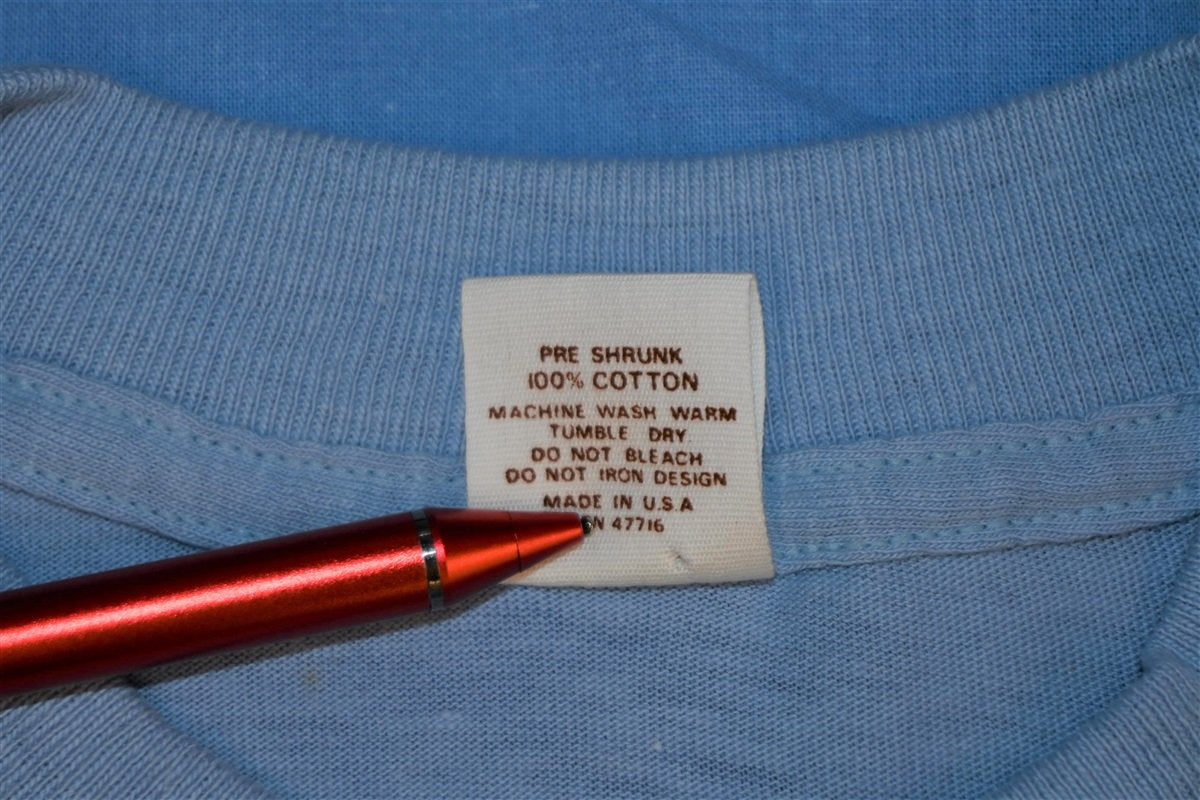 PRE SHRUNK
100% COTTON
MACHINE WASH WARM
TUMBLE DRY
DO NOT BLEACH
DO NOT IRON DESIGN
MADE IN U.S.A
47716